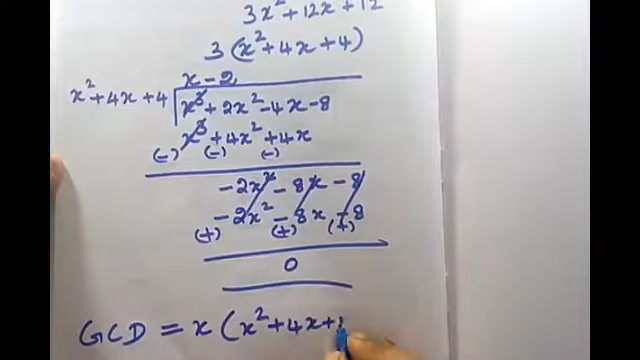 3x² + 12x + 12
3 (x² + 4x + 4)
x - 2
x² + 4x + 4 | x³ + 2x² - 4x - 8
x³ + 4x² + 4x
(-) (-) (-)
- 2x² - 8x - 8
- 2x² - 8x - 8
(+) (+) (+)
0
GCD = x (x² + 4x +